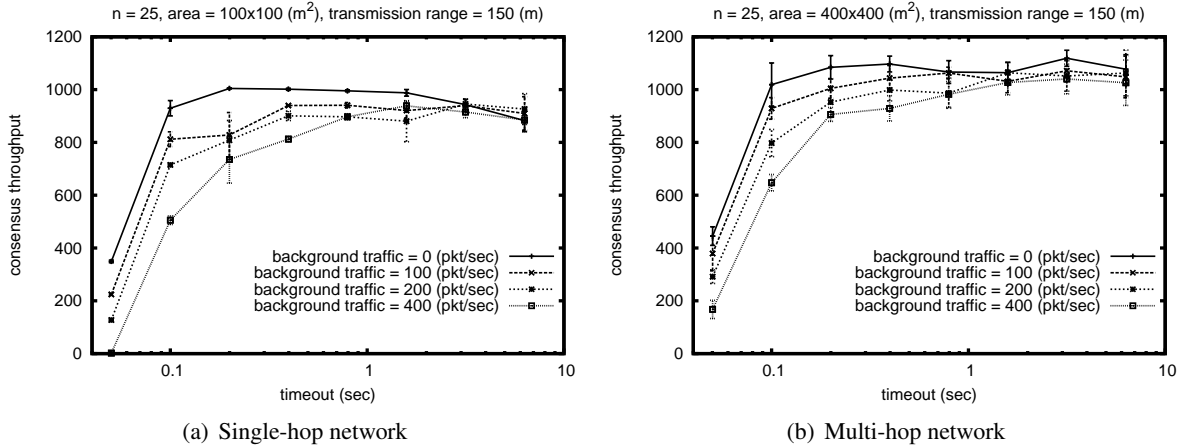 n = 25, area = 100x100 (m²), transmission range = 150 (m)
1200
1000
800
600
400
200
0
consensus throughput
background traffic = 0 (pkt/sec)
background traffic = 100 (pkt/sec)
background traffic = 200 (pkt/sec)
background traffic = 400 (pkt/sec)
0.1
1
10
timeout (sec)
(a) Single-hop network
n = 25, area = 400x400 (m²), transmission range = 150 (m)
1200
1000
800
600
400
200
0
consensus throughput
background traffic = 0 (pkt/sec)
background traffic = 100 (pkt/sec)
background traffic = 200 (pkt/sec)
background traffic = 400 (pkt/sec)
0.1
1
10
timeout (sec)
(b) Multi-hop network